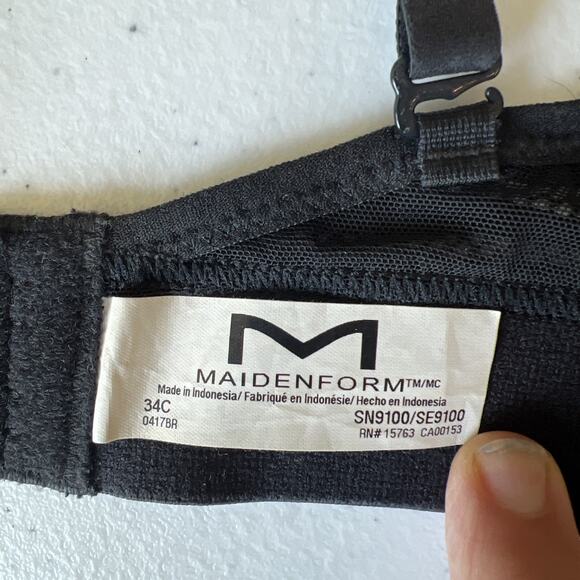 M
MAIDENFORM™/MC
Made in Indonesia/ Fabriqué en Indonésie/ Hecho en Indonesia
34C SN9100/SE9100
0417BR RN# 15763 CA00153